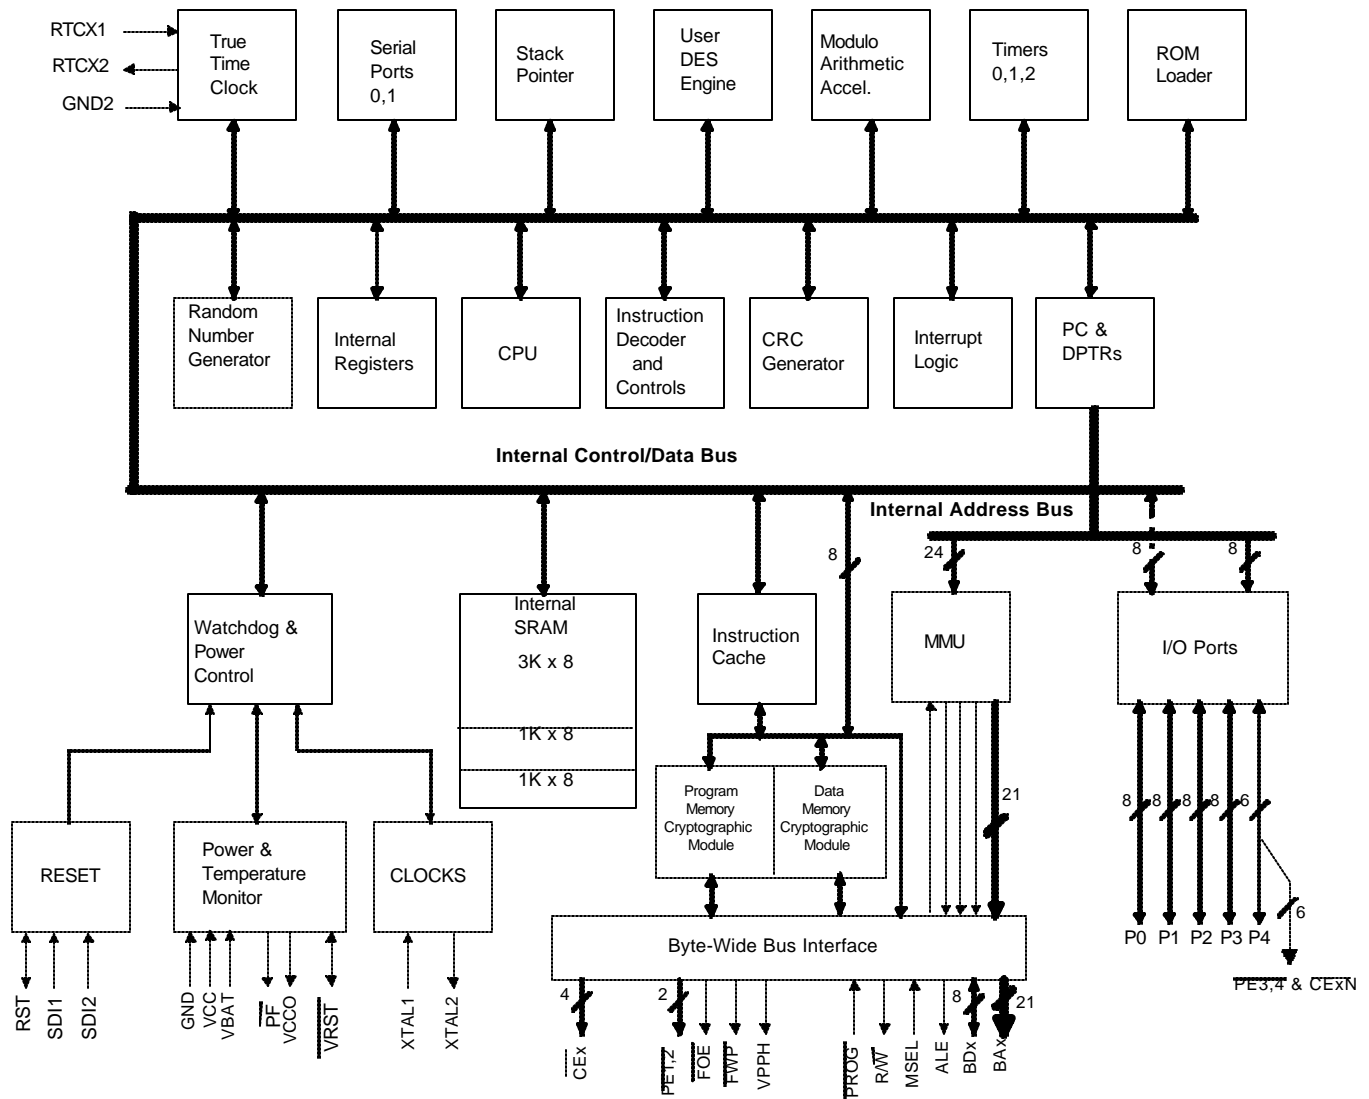 RTCX1
RTCX2
GND2
True
Time
Clock
Serial
Ports
0,1
Stack
Pointer
User
DES
Engine
Modulo
Arithmetic
Accel.
Timers
0,1,2
ROM
Loader
Random
Number
Generator
Internal
Registers
CPU
Instruction
Decoder
and
Controls
CRC
Generator
Interrupt
Logic
PC &
DPTRs
Internal Control/Data Bus
Internal Address Bus
8
24
8
8
Watchdog &
Power
Control
Internal
SRAM
3K x 8
1K x 8
1K x 8
Instruction
Cache
MMU
I/O Ports
Program
Memory
Cryptographic
Module
Data
Memory
Cryptographic
Module
21
8
8
8
8
6
6
RESET
Power &
Temperature
Monitor
CLOCKS
Byte-Wide Bus Interface
P0
P1
P2
P3
P4
PE3,4 & CExN
4
2
8
21
RST
SDI1
SDI2
GND
VCC
VBAT
PF
VCCO
VRST
XTAL1
XTAL2
CEx
PE1,2
FOE
FWP
VPPH
PROG
R/W
MSEL
ALE
BDx
BAx